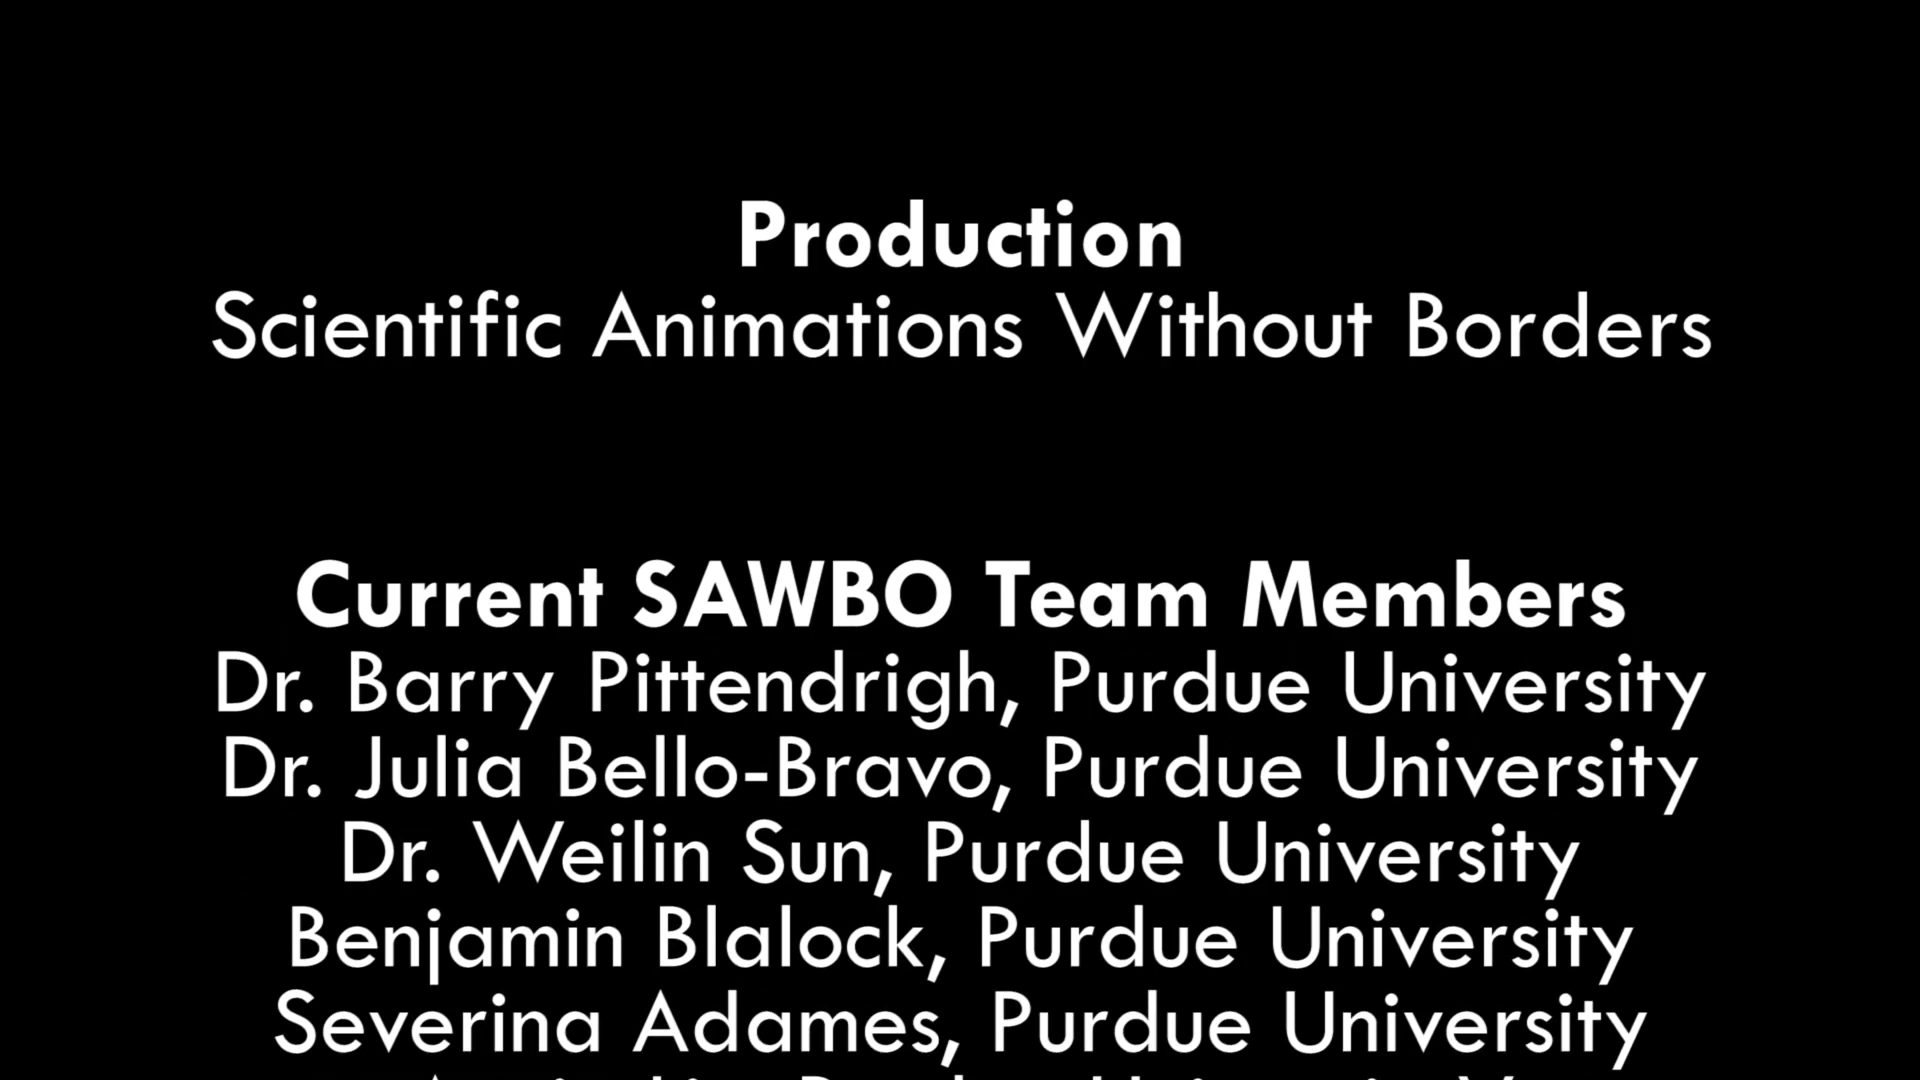 Production
Scientific Animations Without Borders
Current SAWBO Team Members
Dr. Barry Pittendrigh, Purdue University
Dr. Julia Bello-Bravo, Purdue University
Dr. Weilin Sun, Purdue University
Benjamin Blalock, Purdue University
Severina Adames, Purdue University